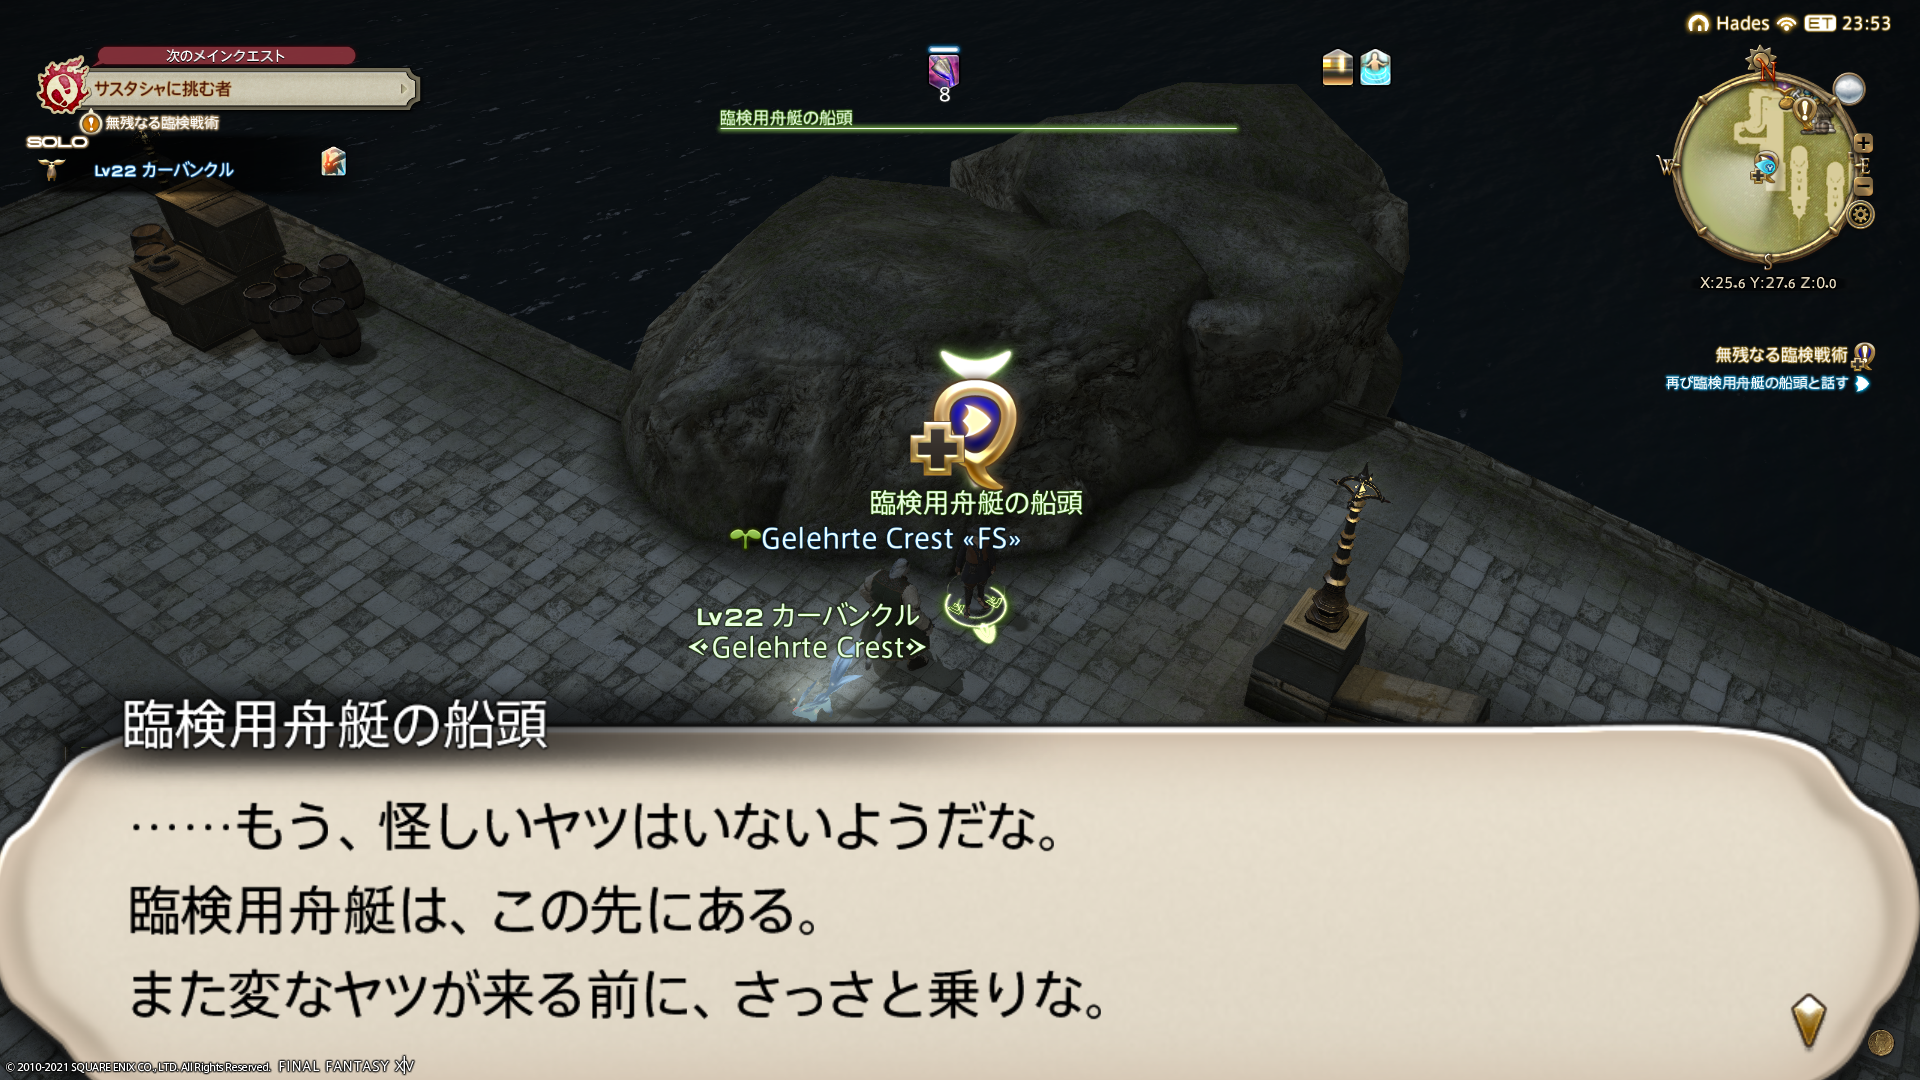 次のメインクエスト
サスタシャに挑む者
無残なる臨検戦術
SOLO
Lv22 カーバンクル
8
臨検用舟艇の船頭
Hades ET 23:53
N
W
E
S
X:25.6 Y:27.6 Z:0.0
無残なる臨検戦術
再び臨検用舟艇の船頭と話す
臨検用舟艇の船頭
Gelehrte Crest «FS»
Lv22 カーバンクル
Gelehrte Crest
臨検用舟艇の船頭
……もう、怪しいヤツはいないようだな。
臨検用舟艇は、この先にある。
また変なヤツが来る前に、さっさと乗りな。
© 2010-2021 SQUARE ENIX CO., LTD. All Rights Reserved. FINAL FANTASY XIV